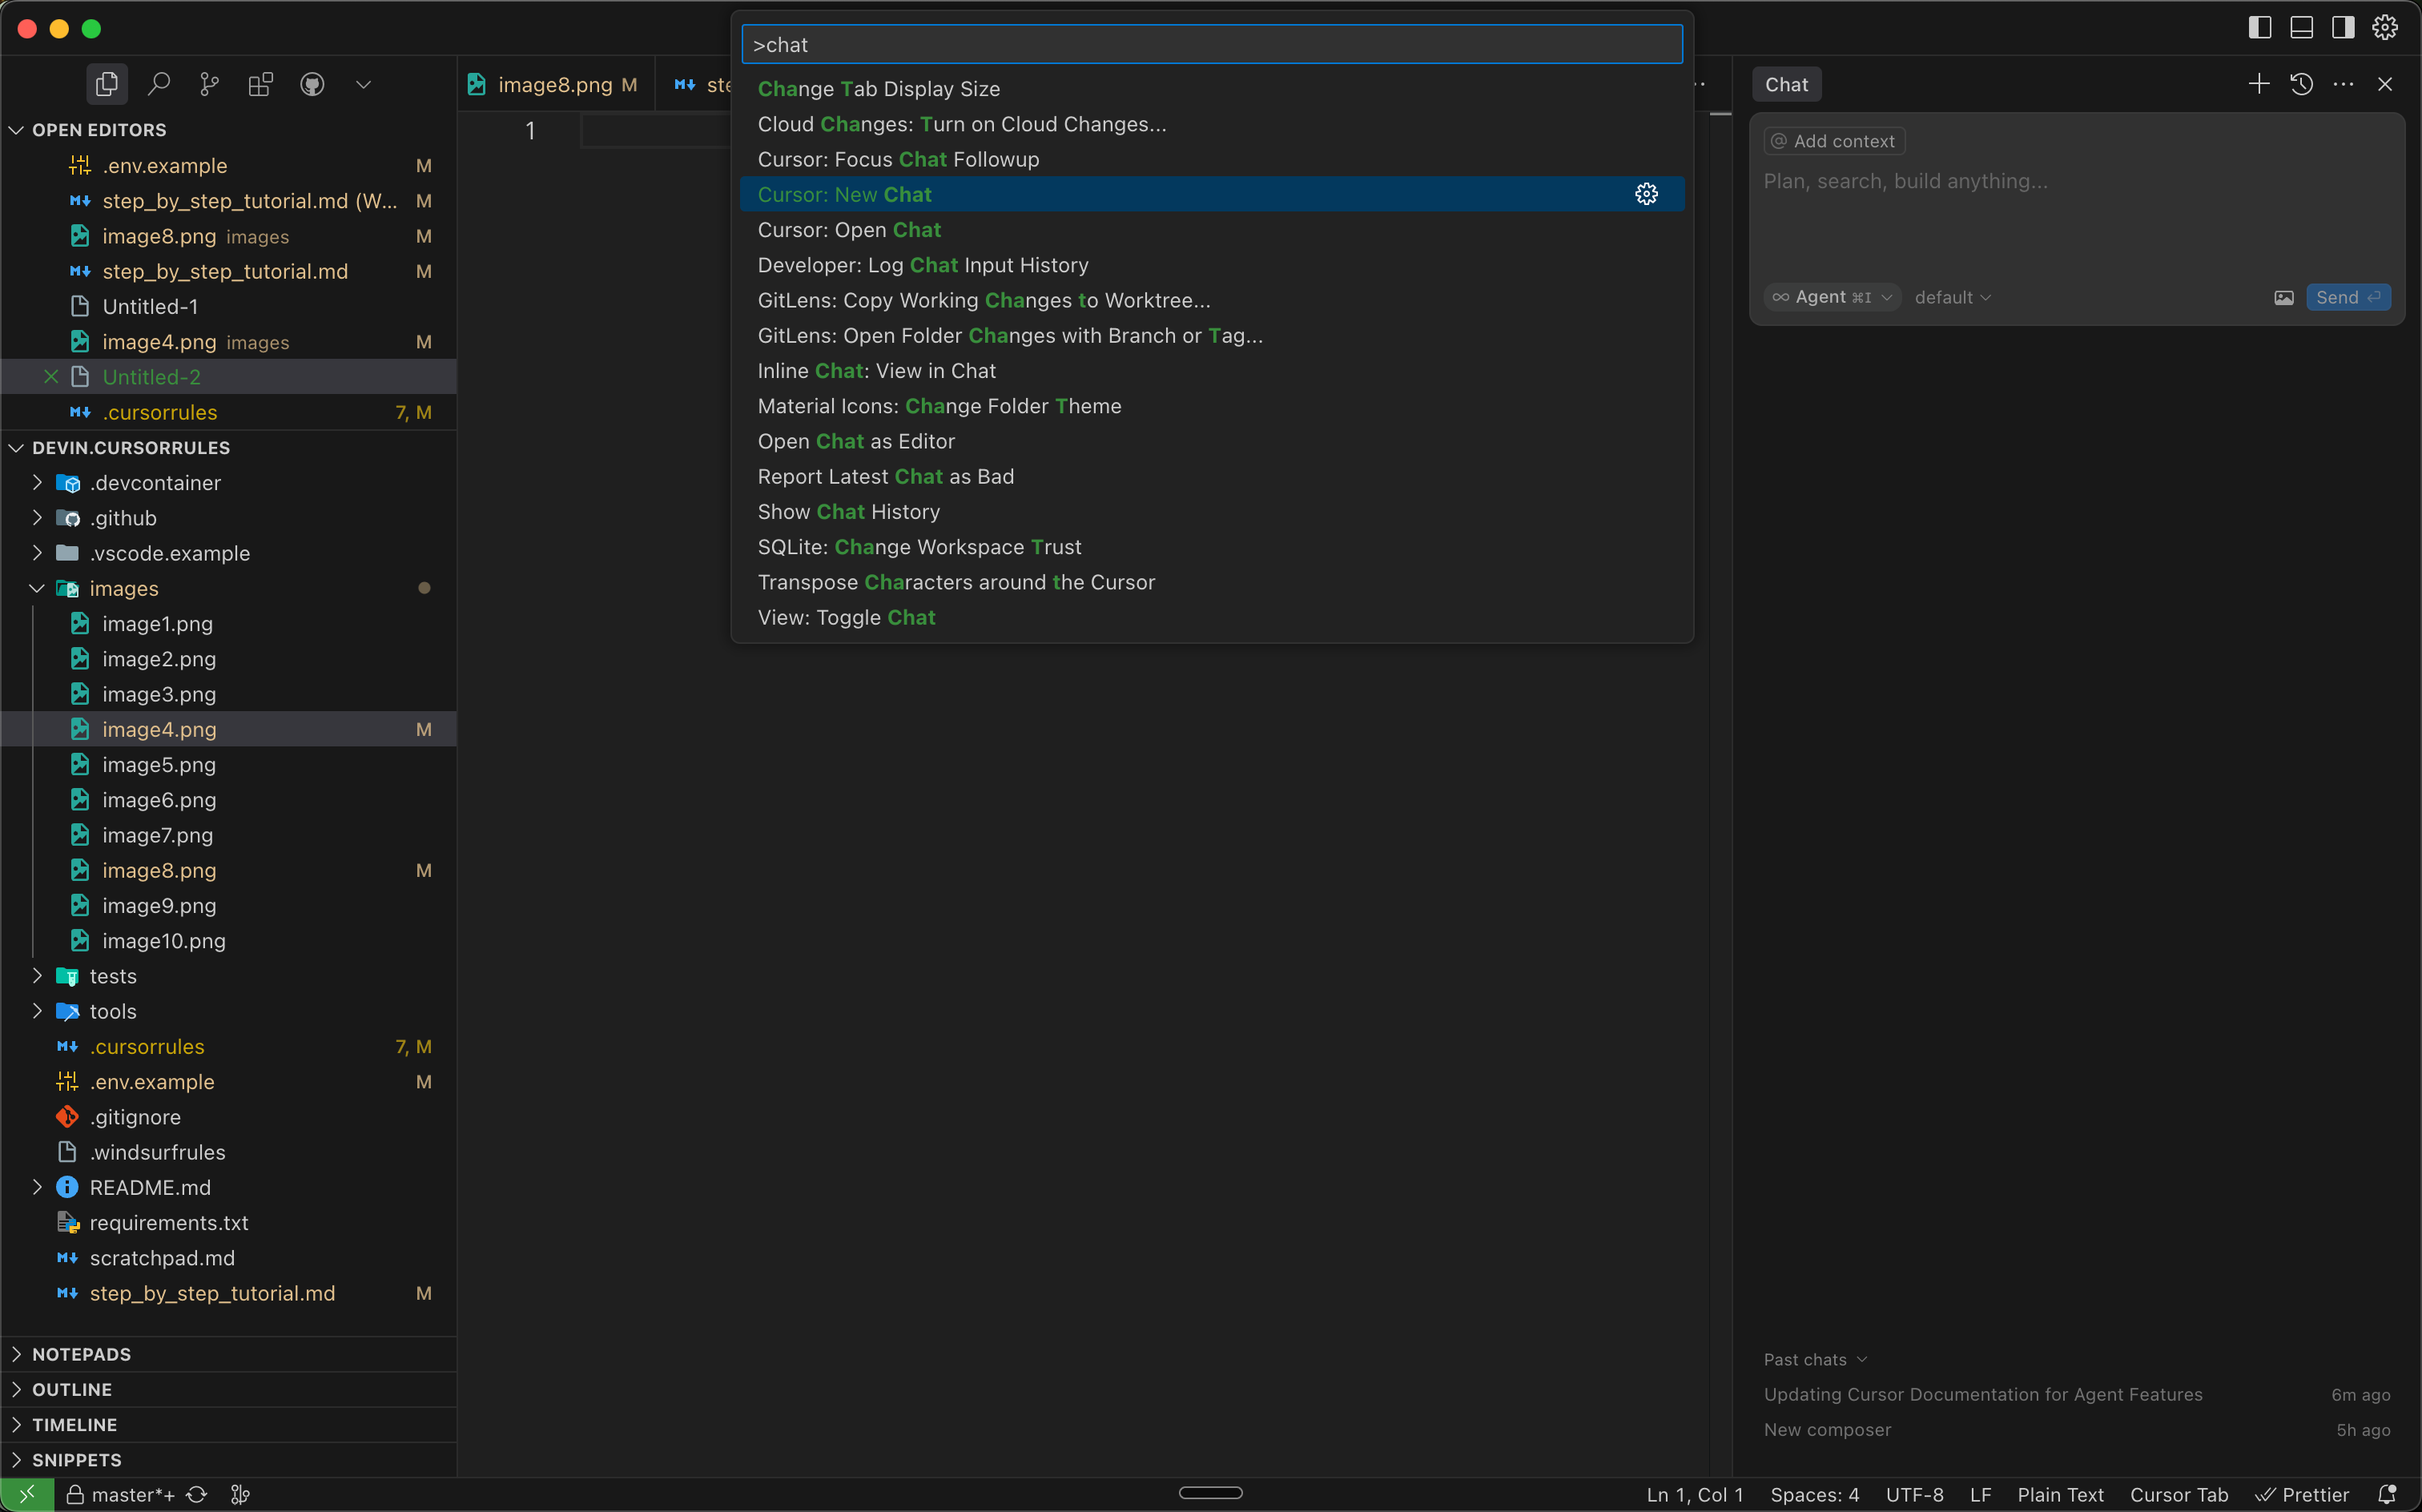 >chat
Change Tab Display Size
Cloud Changes: Turn on Cloud Changes...
Cursor: Focus Chat Followup
Cursor: New Chat
Cursor: Open Chat
Developer: Log Chat Input History
GitLens: Copy Working Changes to Worktree...
GitLens: Open Folder Changes with Branch or Tag...
Inline Chat: View in Chat
Material Icons: Change Folder Theme
Open Chat as Editor
Report Latest Chat as Bad
Show Chat History
SQLite: Change Workspace Trust
Transpose Characters around the Cursor
View: Toggle Chat
OPEN EDITORS
.env.example M
step_by_step_tutorial.md (W... M
image8.png images M
step_by_step_tutorial.md M
Untitled-1
image4.png images M
Untitled-2
.cursorrules 7, M
DEVIN.CURSORRULES
.devcontainer
.github
.vscode.example
images
image1.png
image2.png
image3.png
image4.png M
image5.png
image6.png
image7.png
image8.png M
image9.png
image10.png
tests
tools
.cursorrules 7, M
.env.example M
.gitignore
.windsurfrules
README.md
requirements.txt
scratchpad.md
step_by_step_tutorial.md M
NOTEPADS
OUTLINE
TIMELINE
SNIPPETS
image8.png M
1
Chat
@ Add context
Plan, search, build anything...
Agent ⌘I default Send
Past chats
Updating Cursor Documentation for Agent Features 6m ago
New composer 5h ago
master*+
Ln 1, Col 1 Spaces: 4 UTF-8 LF Plain Text Cursor Tab Prettier